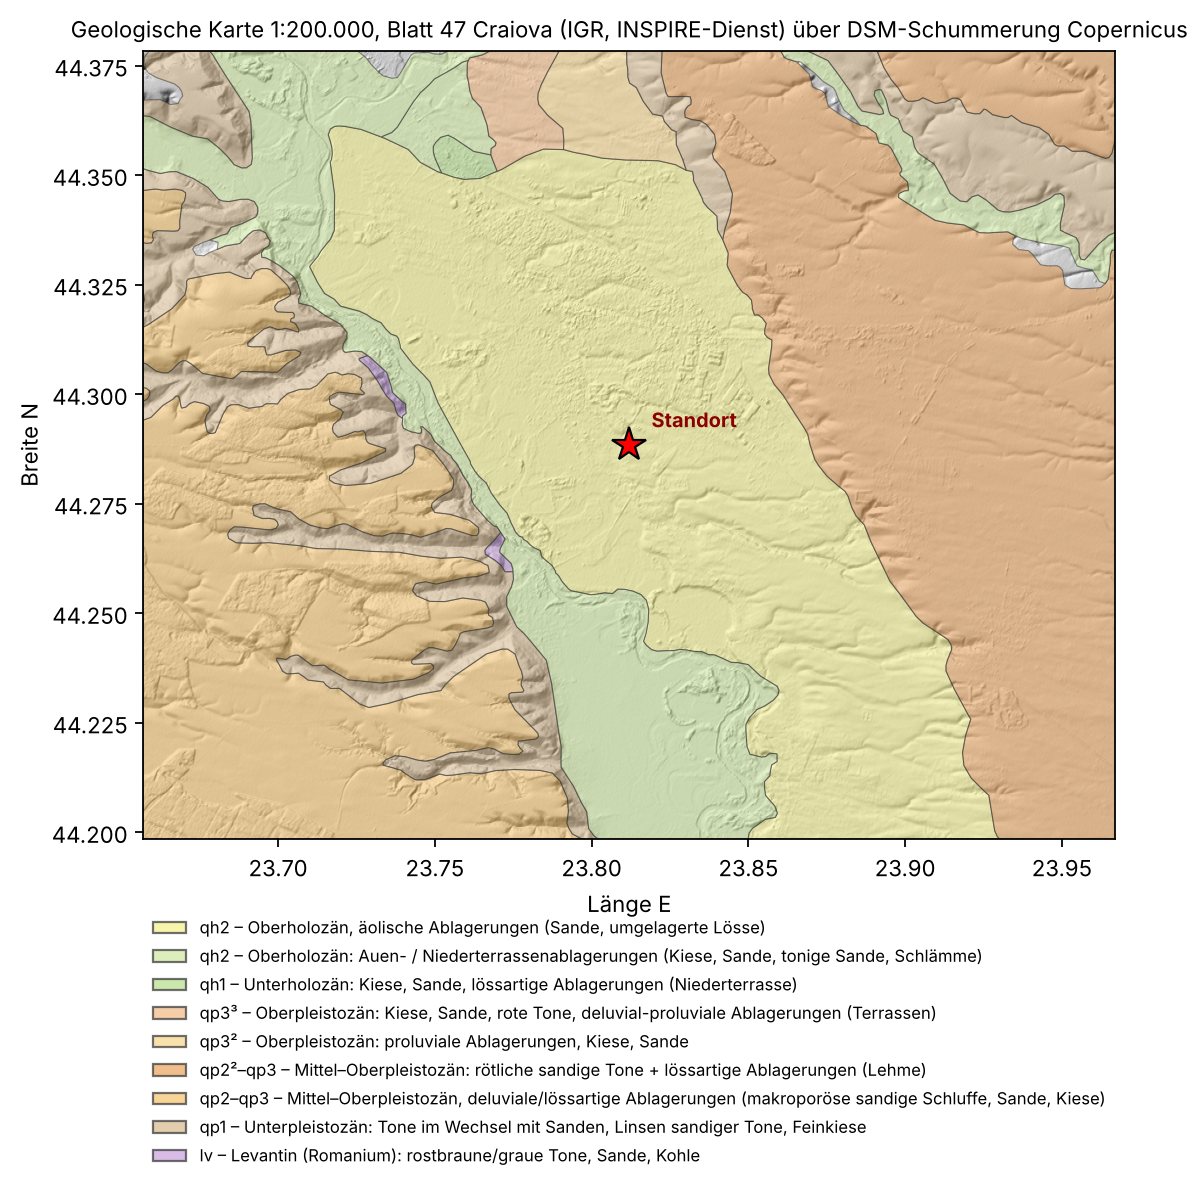 Geologische Karte 1:200.000, Blatt 47 Craiova (IGR, INSPIRE-Dienst) über DSM-Schummerung Copernicus
44.375
44.350
44.325
44.300
44.275
44.250
44.225
44.200
Breite N
Standort
23.70
23.75
23.80
23.85
23.90
23.95
Länge E
qh2 – Oberholozän, äolische Ablagerungen (Sande, umgelagerte Lösse)
qh2 – Oberholozän: Auen- / Niederterrassenablagerungen (Kiese, Sande, tonige Sande, Schlämme)
qh1 – Unterholozän: Kiese, Sande, lössartige Ablagerungen (Niederterrasse)
qp3³ – Oberpleistozän: Kiese, Sande, rote Tone, deluvial-proluviale Ablagerungen (Terrassen)
qp3² – Oberpleistozän: proluviale Ablagerungen, Kiese, Sande
qp2²–qp3 – Mittel–Oberpleistozän: rötliche sandige Tone + lössartige Ablagerungen (Lehme)
qp2–qp3 – Mittel–Oberpleistozän, deluviale/lössartige Ablagerungen (makroporöse sandige Schluffe, Sande, Kiese)
qp1 – Unterpleistozän: Tone im Wechsel mit Sanden, Linsen sandiger Tone, Feinkiese
lv – Levantin (Romanium): rostbraune/graue Tone, Sande, Kohle